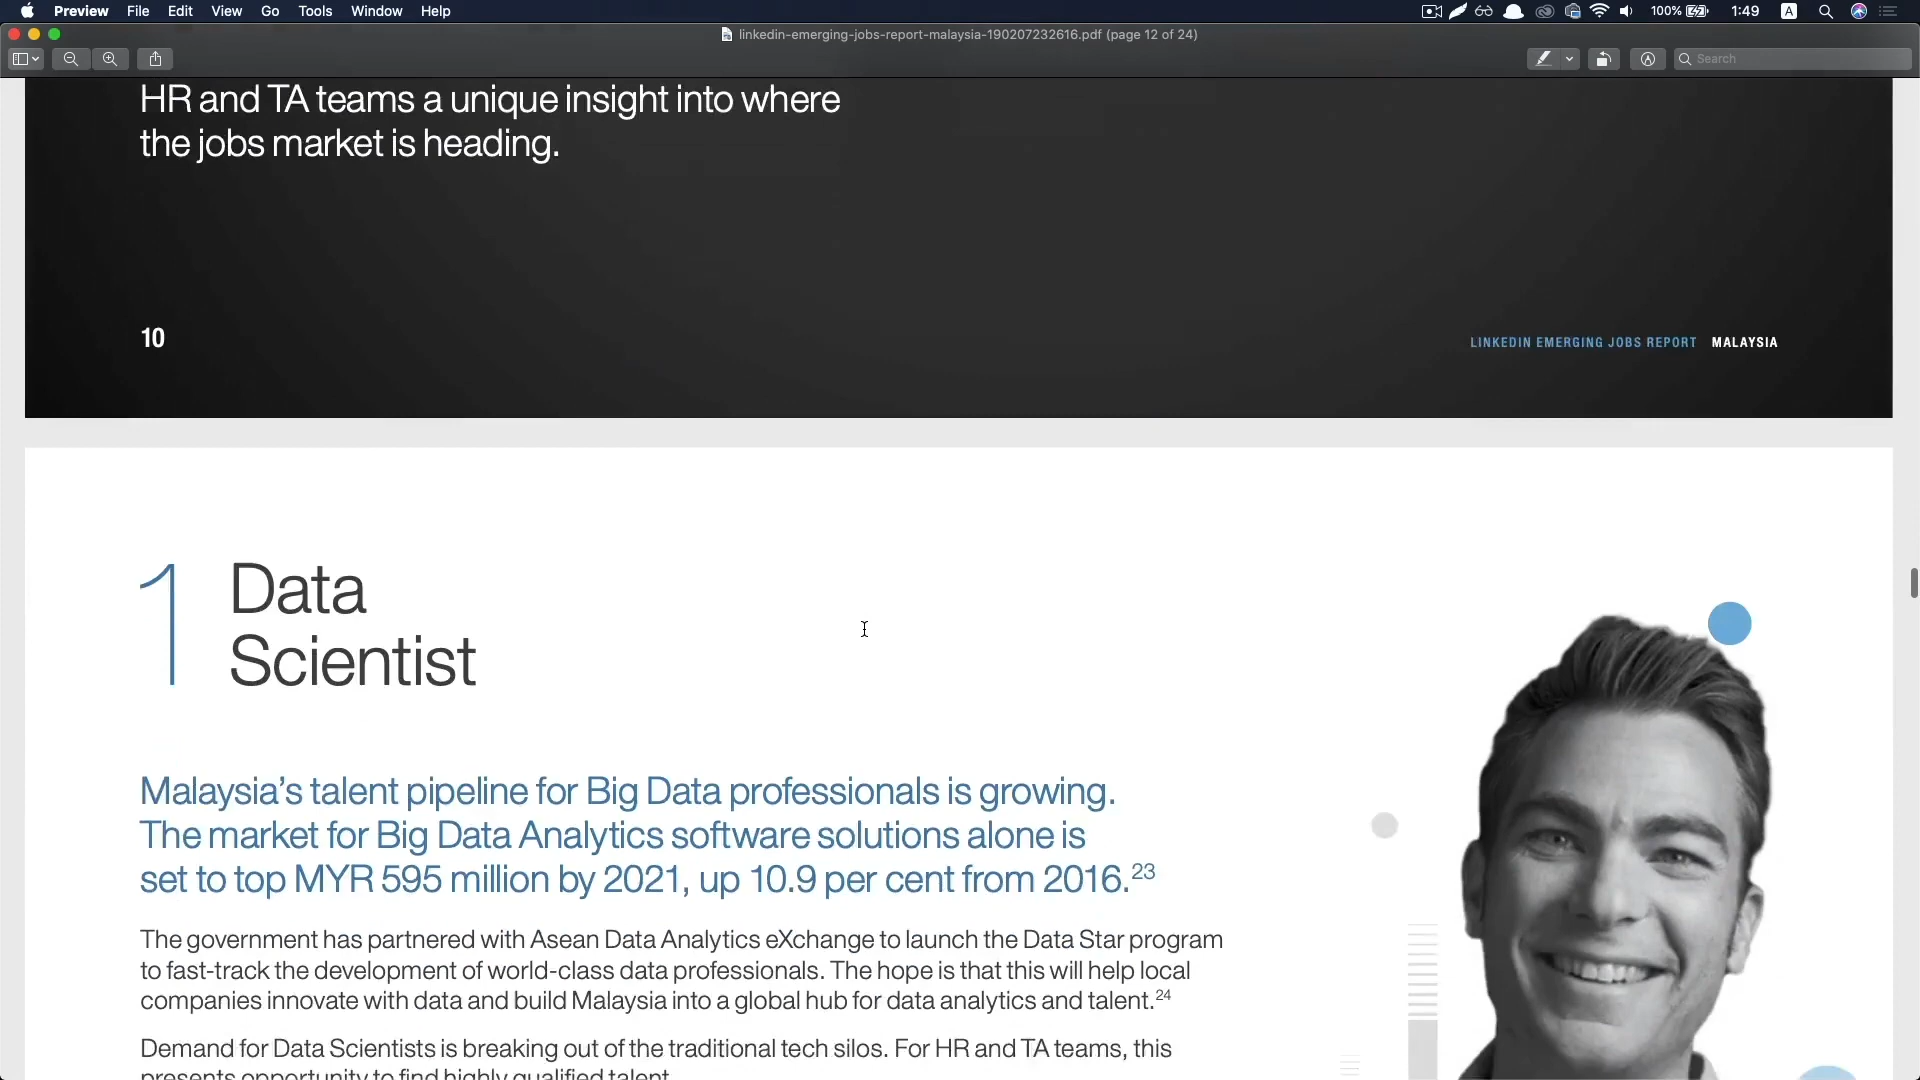 Preview File Edit View Go Tools Window Help 100% 1:49 A
linkedin-emerging-jobs-report-malaysia-190207232616.pdf (page 12 of 24)
Search
HR and TA teams a unique insight into where
the jobs market is heading.
10
LINKEDIN EMERGING JOBS REPORT MALAYSIA
1 Data
Scientist
Malaysia’s talent pipeline for Big Data professionals is growing.
The market for Big Data Analytics software solutions alone is
set to top MYR 595 million by 2021, up 10.9 per cent from 2016.23
The government has partnered with Asean Data Analytics eXchange to launch the Data Star program
to fast-track the development of world-class data professionals. The hope is that this will help local
companies innovate with data and build Malaysia into a global hub for data analytics and talent.24
Demand for Data Scientists is breaking out of the traditional tech silos. For HR and TA teams, this
presents opportunity to find highly qualified talent